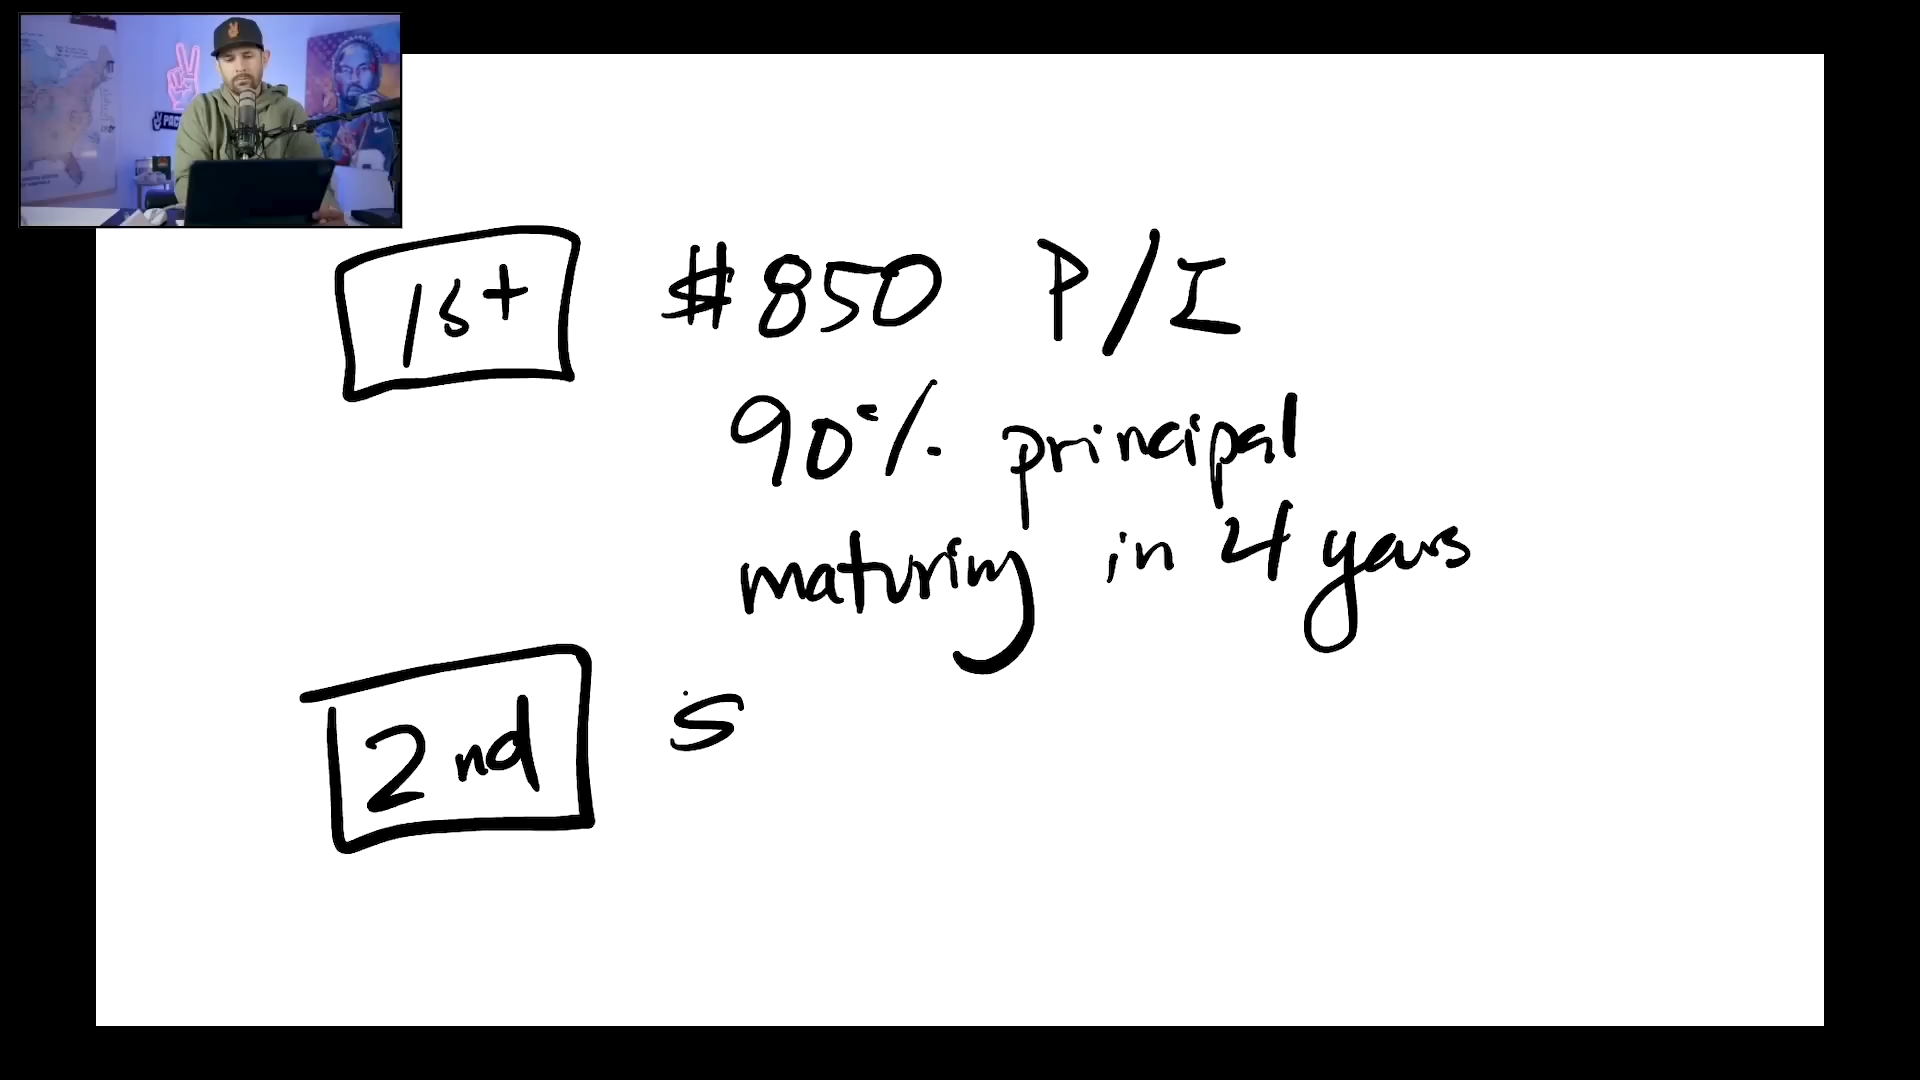 1st $850 P/I
90% principal
maturing in 4 years
2nd S